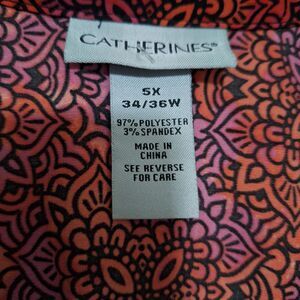 CATHERINES®
5X
34/36W
97% POLYESTER
3% SPANDEX
MADE IN
CHINA
SEE REVERSE
FOR CARE